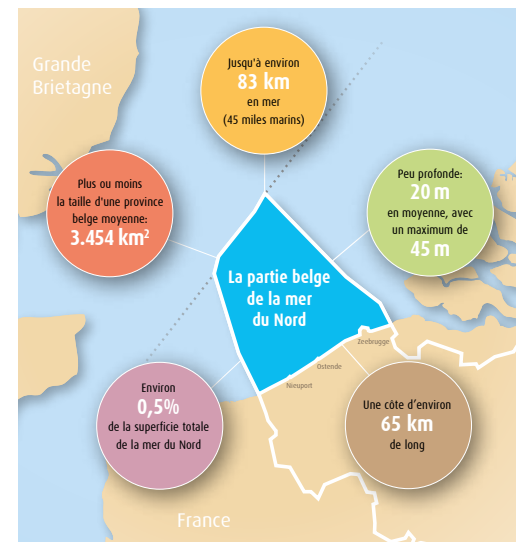 Grande
Brietagne
Jusqu'à environ
83 km
en mer
(45 miles marins)
Plus ou moins
la taille d'une province
belge moyenne:
3.454 km²
Peu profonde:
20 m
en moyenne, avec
un maximum de
45 m
La partie belge
de la mer
du Nord
Zeebrugge
Ostende
Nieuport
Environ
0,5%
de la superficie totale
de la mer du Nord
Une côte d’environ
65 km
de long
France